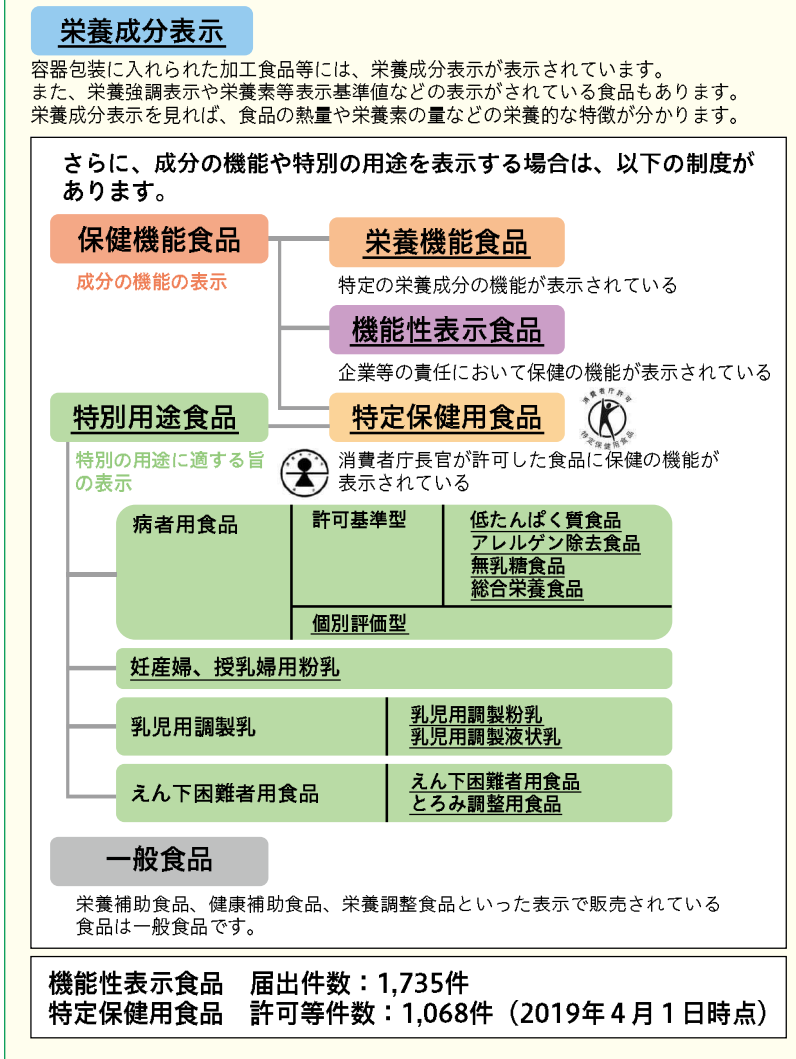 栄養成分表示
容器包装に入れられた加工食品等には、栄養成分表示が表示されています。
また、栄養強調表示や栄養素等表示基準値などの表示がされている食品もあります。
栄養成分表示を見れば、食品の熱量や栄養素の量などの栄養的な特徴が分かります。
さらに、成分の機能や特別の用途を表示する場合は、以下の制度が
あります。
保健機能食品
成分の機能の表示
栄養機能食品
特定の栄養成分の機能が表示されている
機能性表示食品
企業等の責任において保健の機能が表示されている
特別用途食品
特別の用途に適する旨
の表示
特定保健用食品
消費者庁許可
特定保健用食品
消費者庁長官が許可した食品に保健の機能が
表示されている
病者用食品
許可基準型
低たんぱく質食品
アレルゲン除去食品
無乳糖食品
総合栄養食品
個別評価型
妊産婦、授乳婦用粉乳
乳児用調製乳
乳児用調製粉乳
乳児用調製液状乳
えん下困難者用食品
えん下困難者用食品
とろみ調整用食品
一般食品
栄養補助食品、健康補助食品、栄養調整食品といった表示で販売されている
食品は一般食品です。
機能性表示食品　届出件数：1,735件
特定保健用食品　許可等件数：1,068件（2019年４月１日時点）